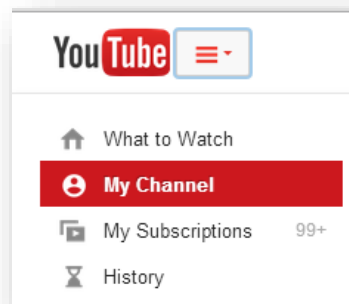 YouTube
What to Watch
My Channel
My Subscriptions 99+
History